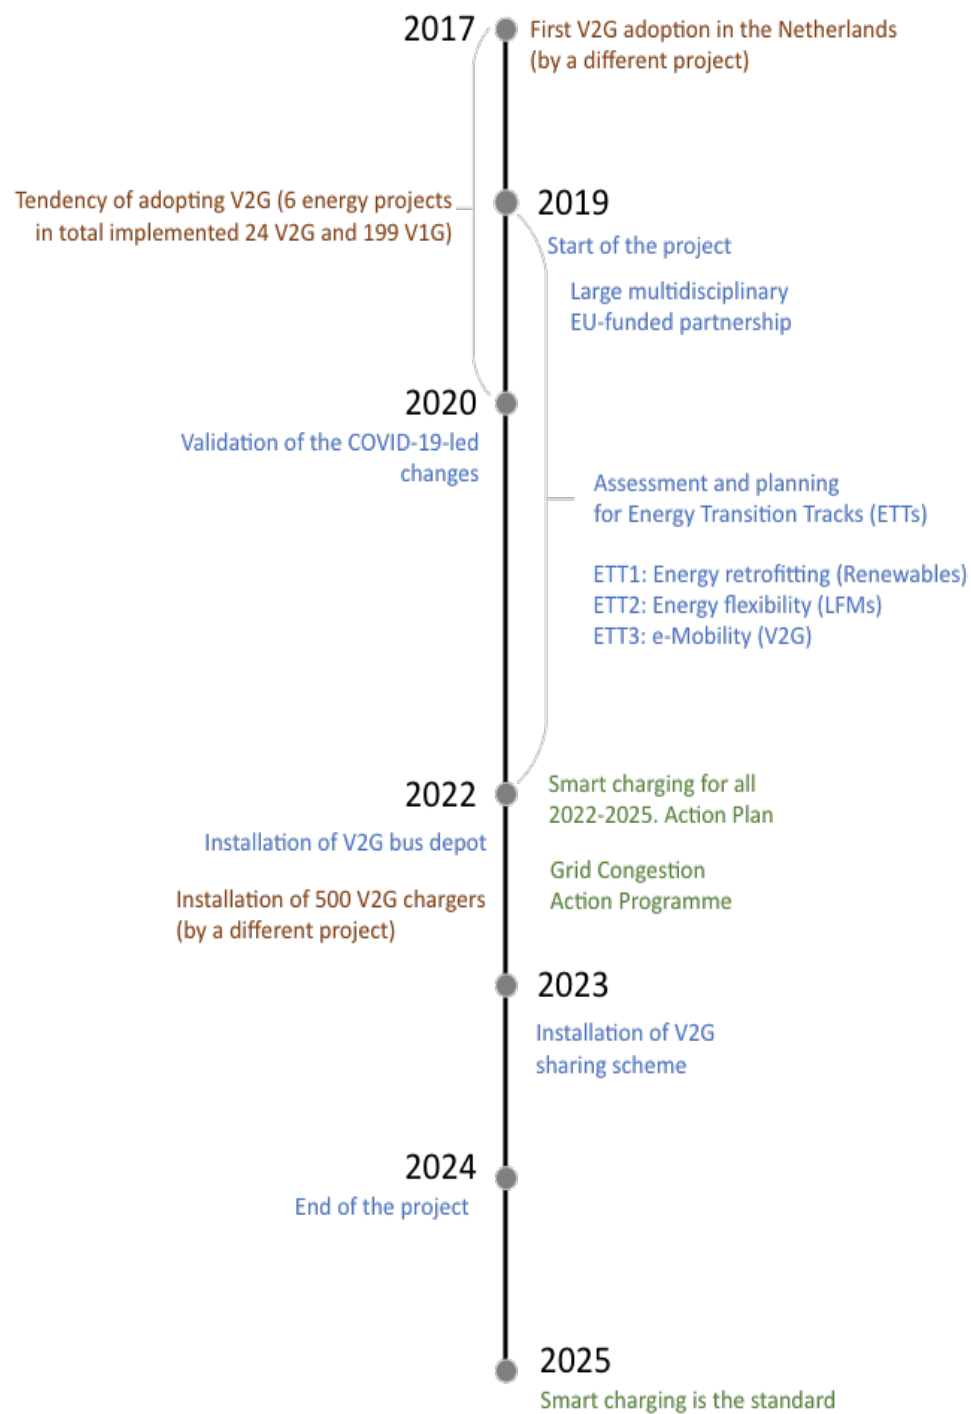 2017
First V2G adoption in the Netherlands
(by a different project)
Tendency of adopting V2G (6 energy projects
in total implemented 24 V2G and 199 V1G)
2019
Start of the project
Large multidisciplinary
EU-funded partnership
2020
Validation of the COVID-19-led
changes
Assessment and planning
for Energy Transition Tracks (ETTs)
ETT1: Energy retrofitting (Renewables)
ETT2: Energy flexibility (LFMs)
ETT3: e-Mobility (V2G)
2022
Installation of V2G bus depot
Installation of 500 V2G chargers
(by a different project)
Smart charging for all
2022-2025. Action Plan
Grid Congestion
Action Programme
2023
Installation of V2G
sharing scheme
2024
End of the project
2025
Smart charging is the standard